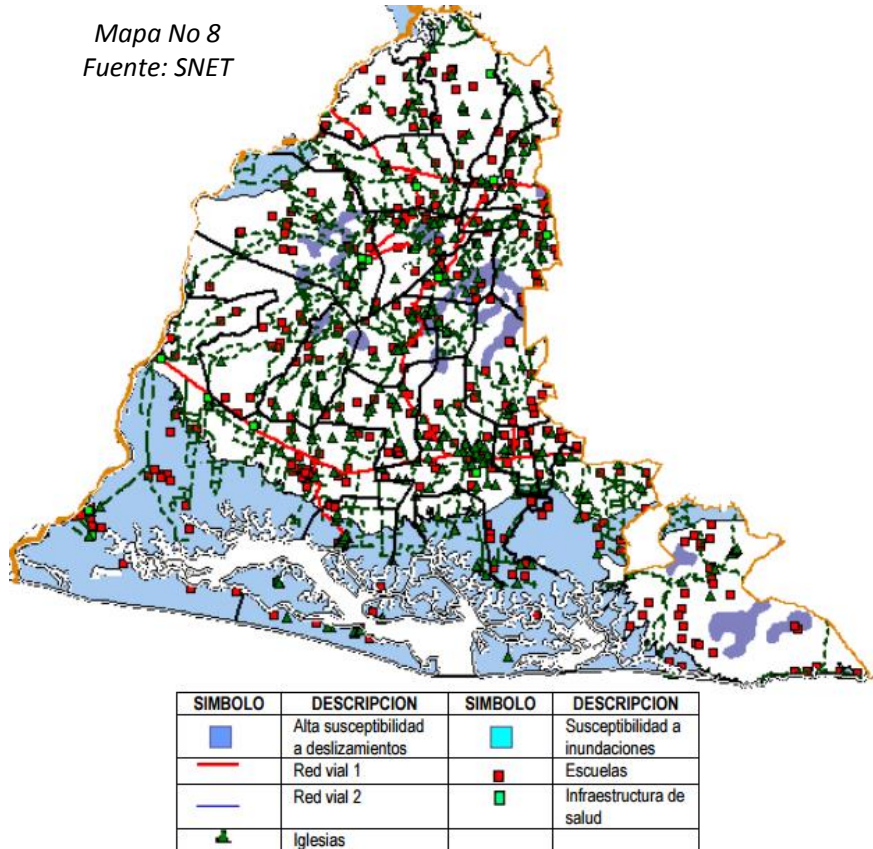 Mapa No 8
Fuente: SNET
SIMBOLO DESCRIPCION SIMBOLO DESCRIPCION
Alta susceptibilidad
a deslizamientos
Susceptibilidad a
inundaciones
Red vial 1
Escuelas
Red vial 2
Infraestructura de
salud
Iglesias